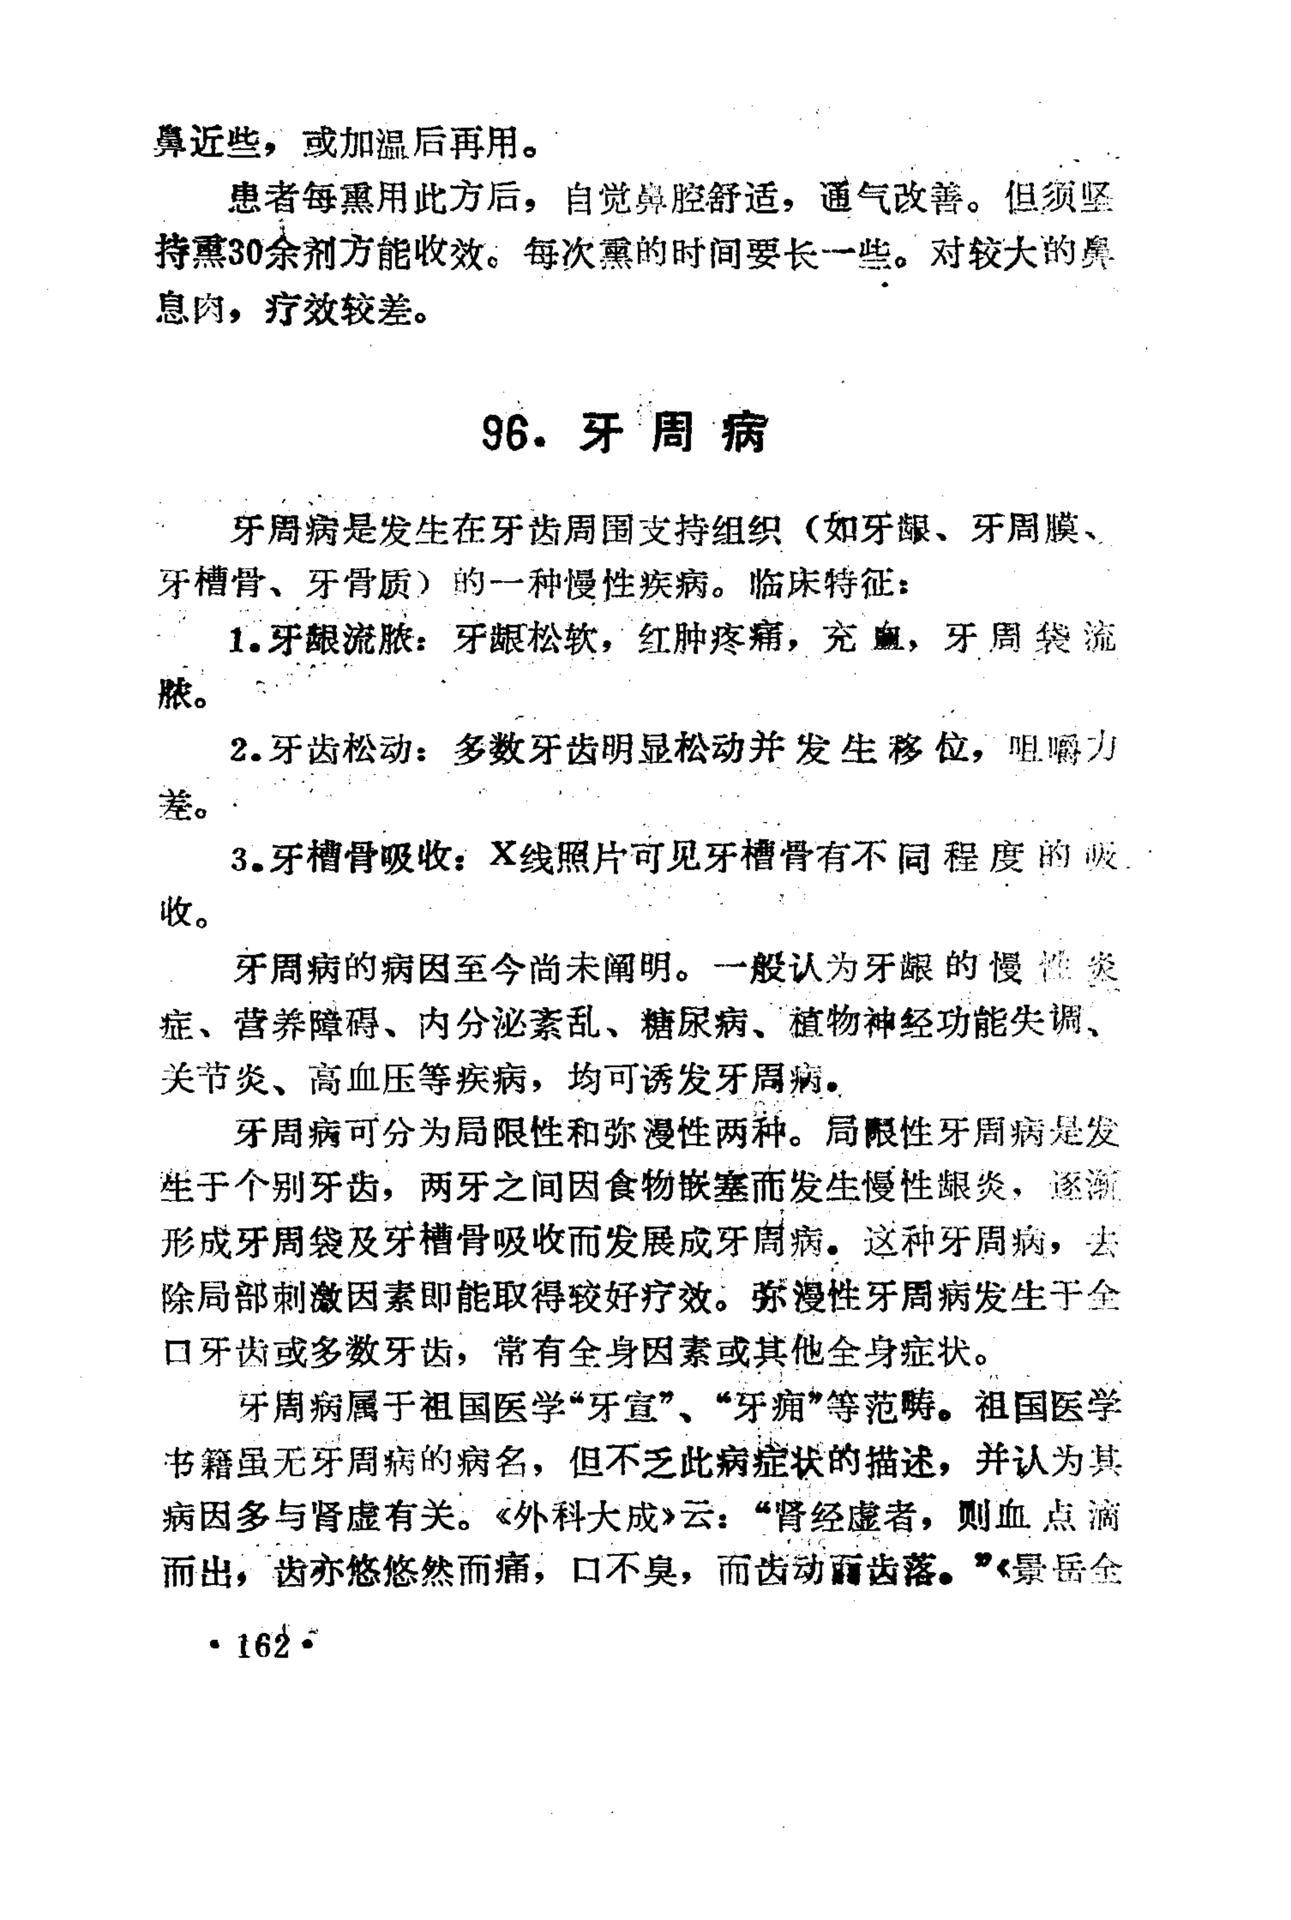 鼻近些，或加温后再用。
患者每熏用此方后，自觉鼻腔舒适，通气改善。但须坚
持熏30余剂方能收效。每次熏的时间要长一些。对较大的鼻
息肉，疗效较差。
96.牙周病
牙周病是发生在牙齿周围支持组织（如牙龈、牙周膜、
牙槽骨、牙骨质）的一种慢性疾病。临床特征：
1.牙龈流脓：牙龈松软，红肿疼痛，充血，牙周袋流
脓。
2.牙齿松动：多数牙齿明显松动并发生移位，咀嚼力
差。
3.牙槽骨吸收：X线照片可见牙槽骨有不同程度的吸
收。
牙周病的病因至今尚未阐明。一般认为牙龈的慢性炎
症、营养障碍、内分泌紊乱、糖尿病、植物神经功能失调、
关节炎、高血压等疾病，均可诱发牙周病。
牙周病可分为局限性和弥漫性两种。局限性牙周病是发
生于个别牙齿，两牙之间因食物嵌塞而发生慢性龈炎，逐渐
形成牙周袋及牙槽骨吸收而发展成牙周病。这种牙周病，去
除局部刺激因素即能取得较好疗效。弥漫性牙周病发生于全
口牙齿或多数牙齿，常有全身因素或其他全身症状。
牙周病属于祖国医学“牙宣”、“牙痈”等范畴。祖国医学
书籍虽无牙周病的病名，但不乏此病症状的描述，并认为其
病因多与肾虚有关。《外科大成》云：“肾经虚者，则血点滴
而出，齿亦悠悠然而痛，口不臭，而齿动而齿落。”《景岳全
·162·